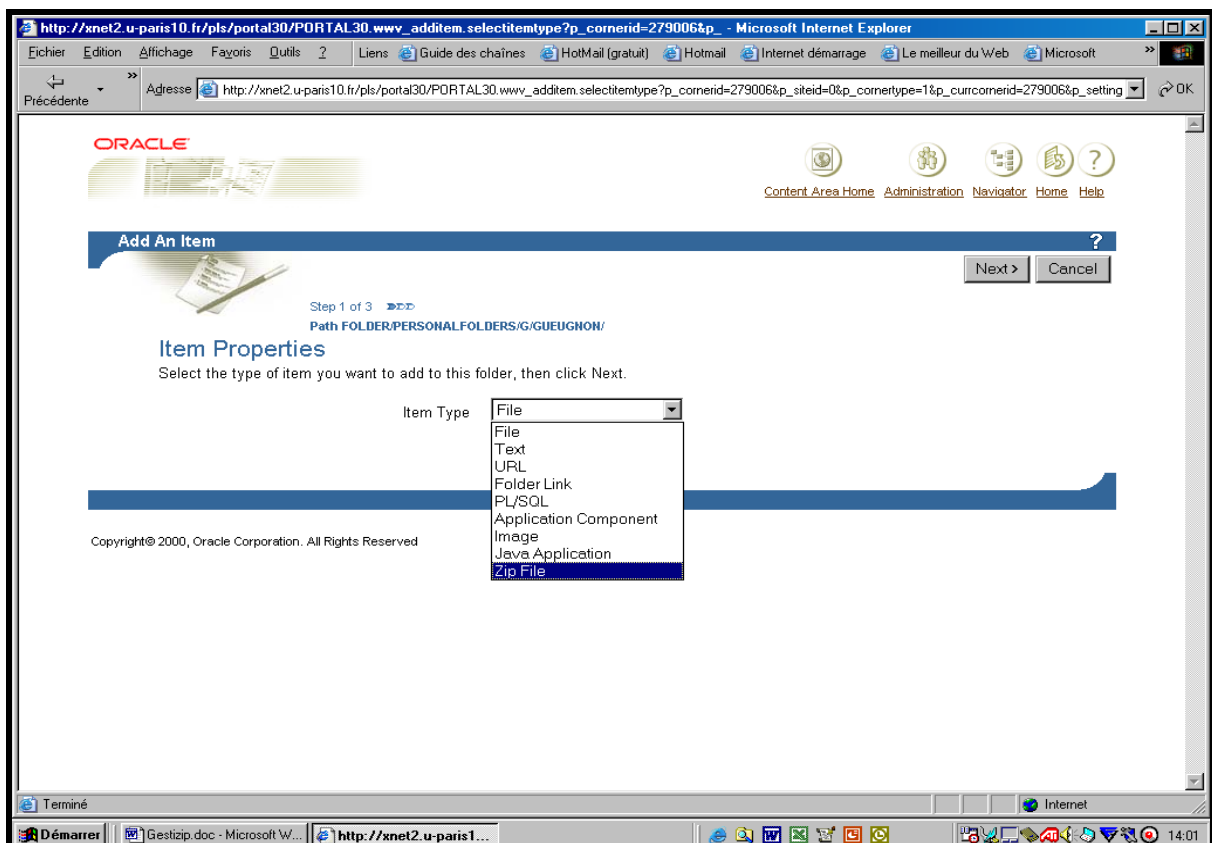 http://xnet2.u-paris10.fr/pls/portal30/PORTAL30.wwv_additem.selectitemtype?p_cornerid=279006&p_ - Microsoft Internet Explorer
Fichier Edition Affichage Favoris Outils ? Liens Guide des chaînes HotMail (gratuit) Hotmail Internet démarrage Le meilleur du Web Microsoft »
Précédente » Adresse http://xnet2.u-paris10.fr/pls/portal30/PORTAL30.wwv_additem.selectitemtype?p_cornerid=279006&p_siteid=0&p_cornertype=1&p_currcornerid=279006&p_setting OK
ORACLE
Content Area Home Administration Navigator Home Help
Add An Item ?
Next > Cancel
Step 1 of 3
Path FOLDER/PERSONALFOLDERS/G/GUEUGNON/
Item Properties
Select the type of item you want to add to this folder, then click Next.
Item Type File
File
Text
URL
Folder Link
PL/SQL
Application Component
Image
Java Application
Zip File
Copyright© 2000, Oracle Corporation. All Rights Reserved
Terminé Internet
Démarrer Gestizip.doc - Microsoft W... http://xnet2.u-paris1... 14:01